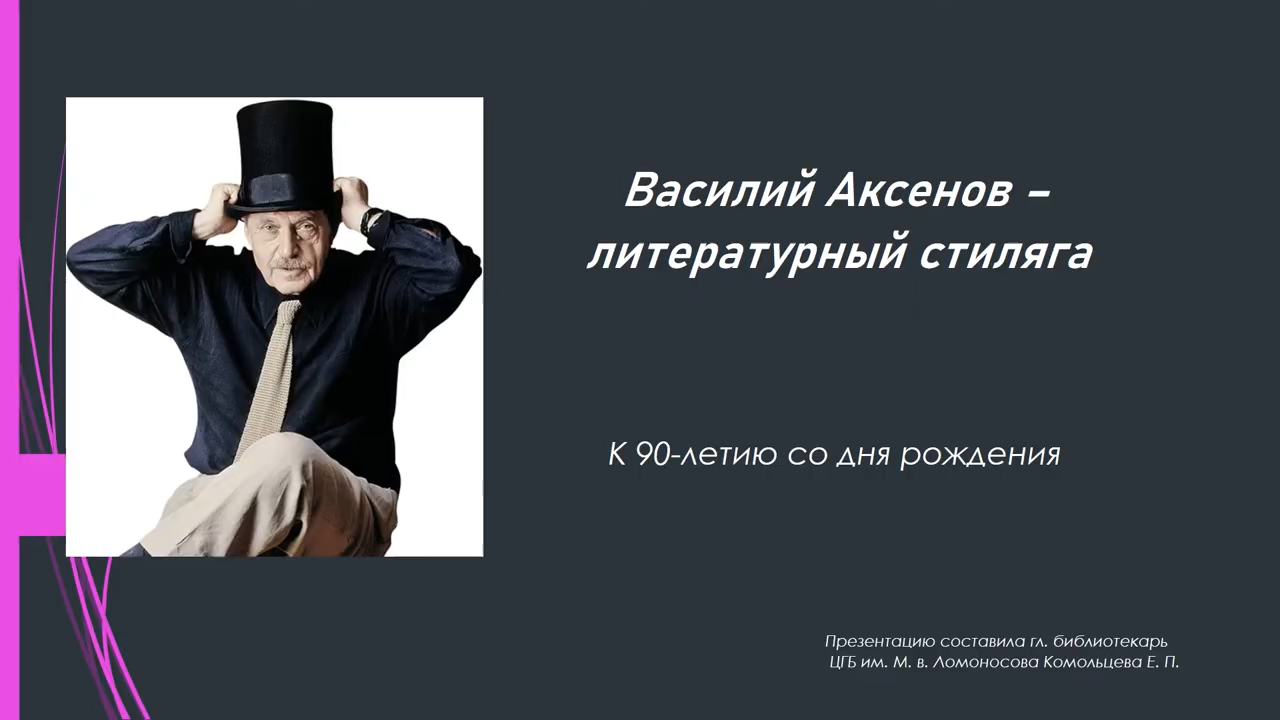 Василий Аксенов –
литературный стиляга
К 90-летию со дня рождения
Презентацию составила гл. библиотекарь
ЦГБ им. М. в. Ломоносова Комольцева Е. П.